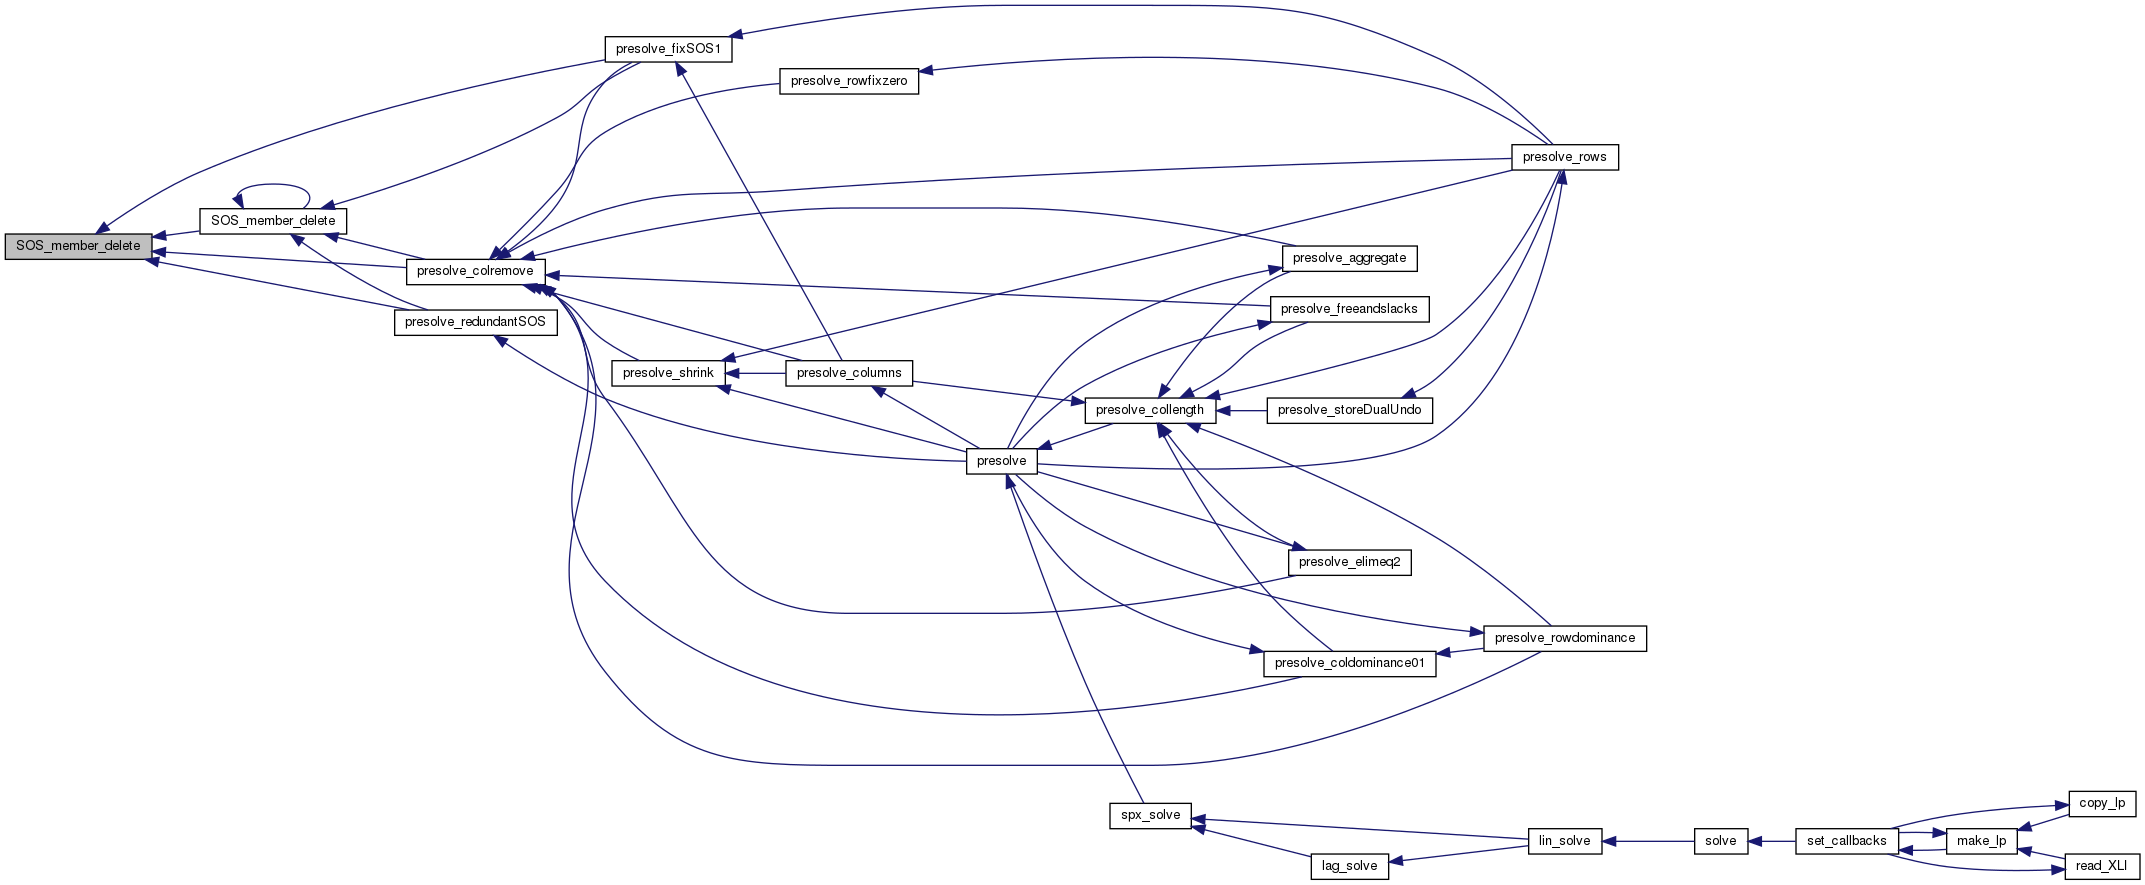 presolve_fixSOS1
presolve_rowfixzero
presolve_rows
SOS_member_delete
SOS_member_delete
presolve_colremove
presolve_aggregate
presolve_freeandslacks
presolve_redundantSOS
presolve_shrink
presolve_columns
presolve_collength
presolve_storeDualUndo
presolve
presolve_elimeq2
presolve_rowdominance
presolve_coldominance01
copy_lp
spx_solve
lin_solve
solve
set_callbacks
make_lp
lag_solve
read_XLI